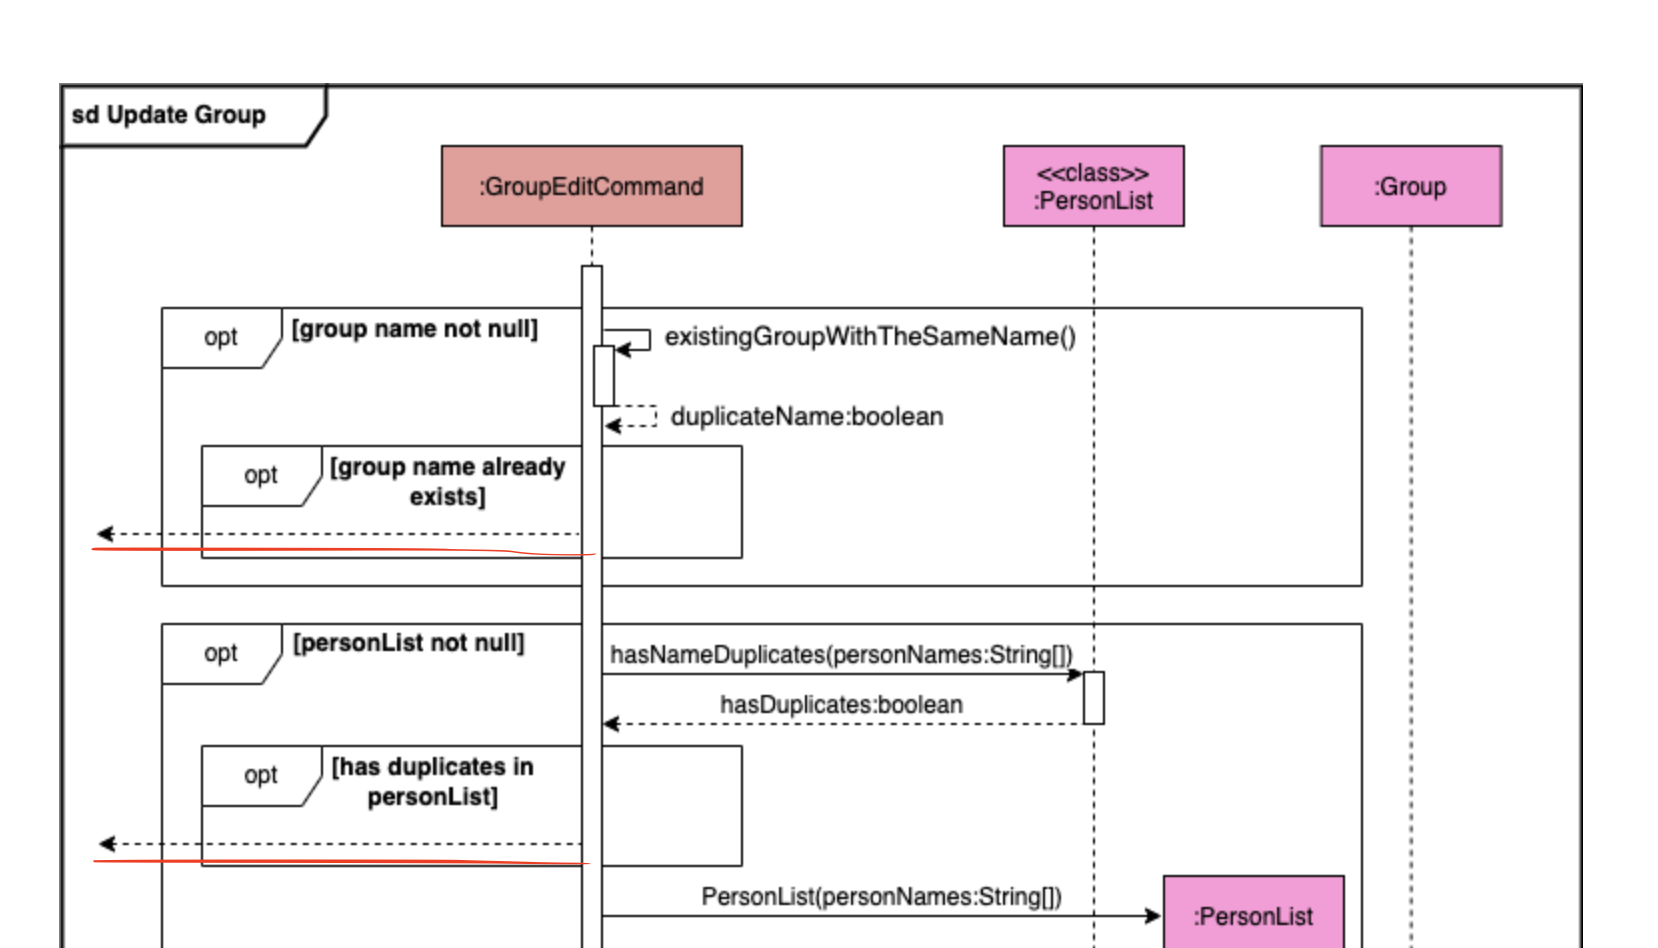 sd Update Group
:GroupEditCommand
<<class>>
:PersonList
:Group
opt
[group name not null]
existingGroupWithTheSameName()
duplicateName:boolean
opt
[group name already
exists]
opt
[personList not null]
hasNameDuplicates(personNames:String[])
hasDuplicates:boolean
opt
[has duplicates in
personList]
PersonList(personNames:String[])
:PersonList